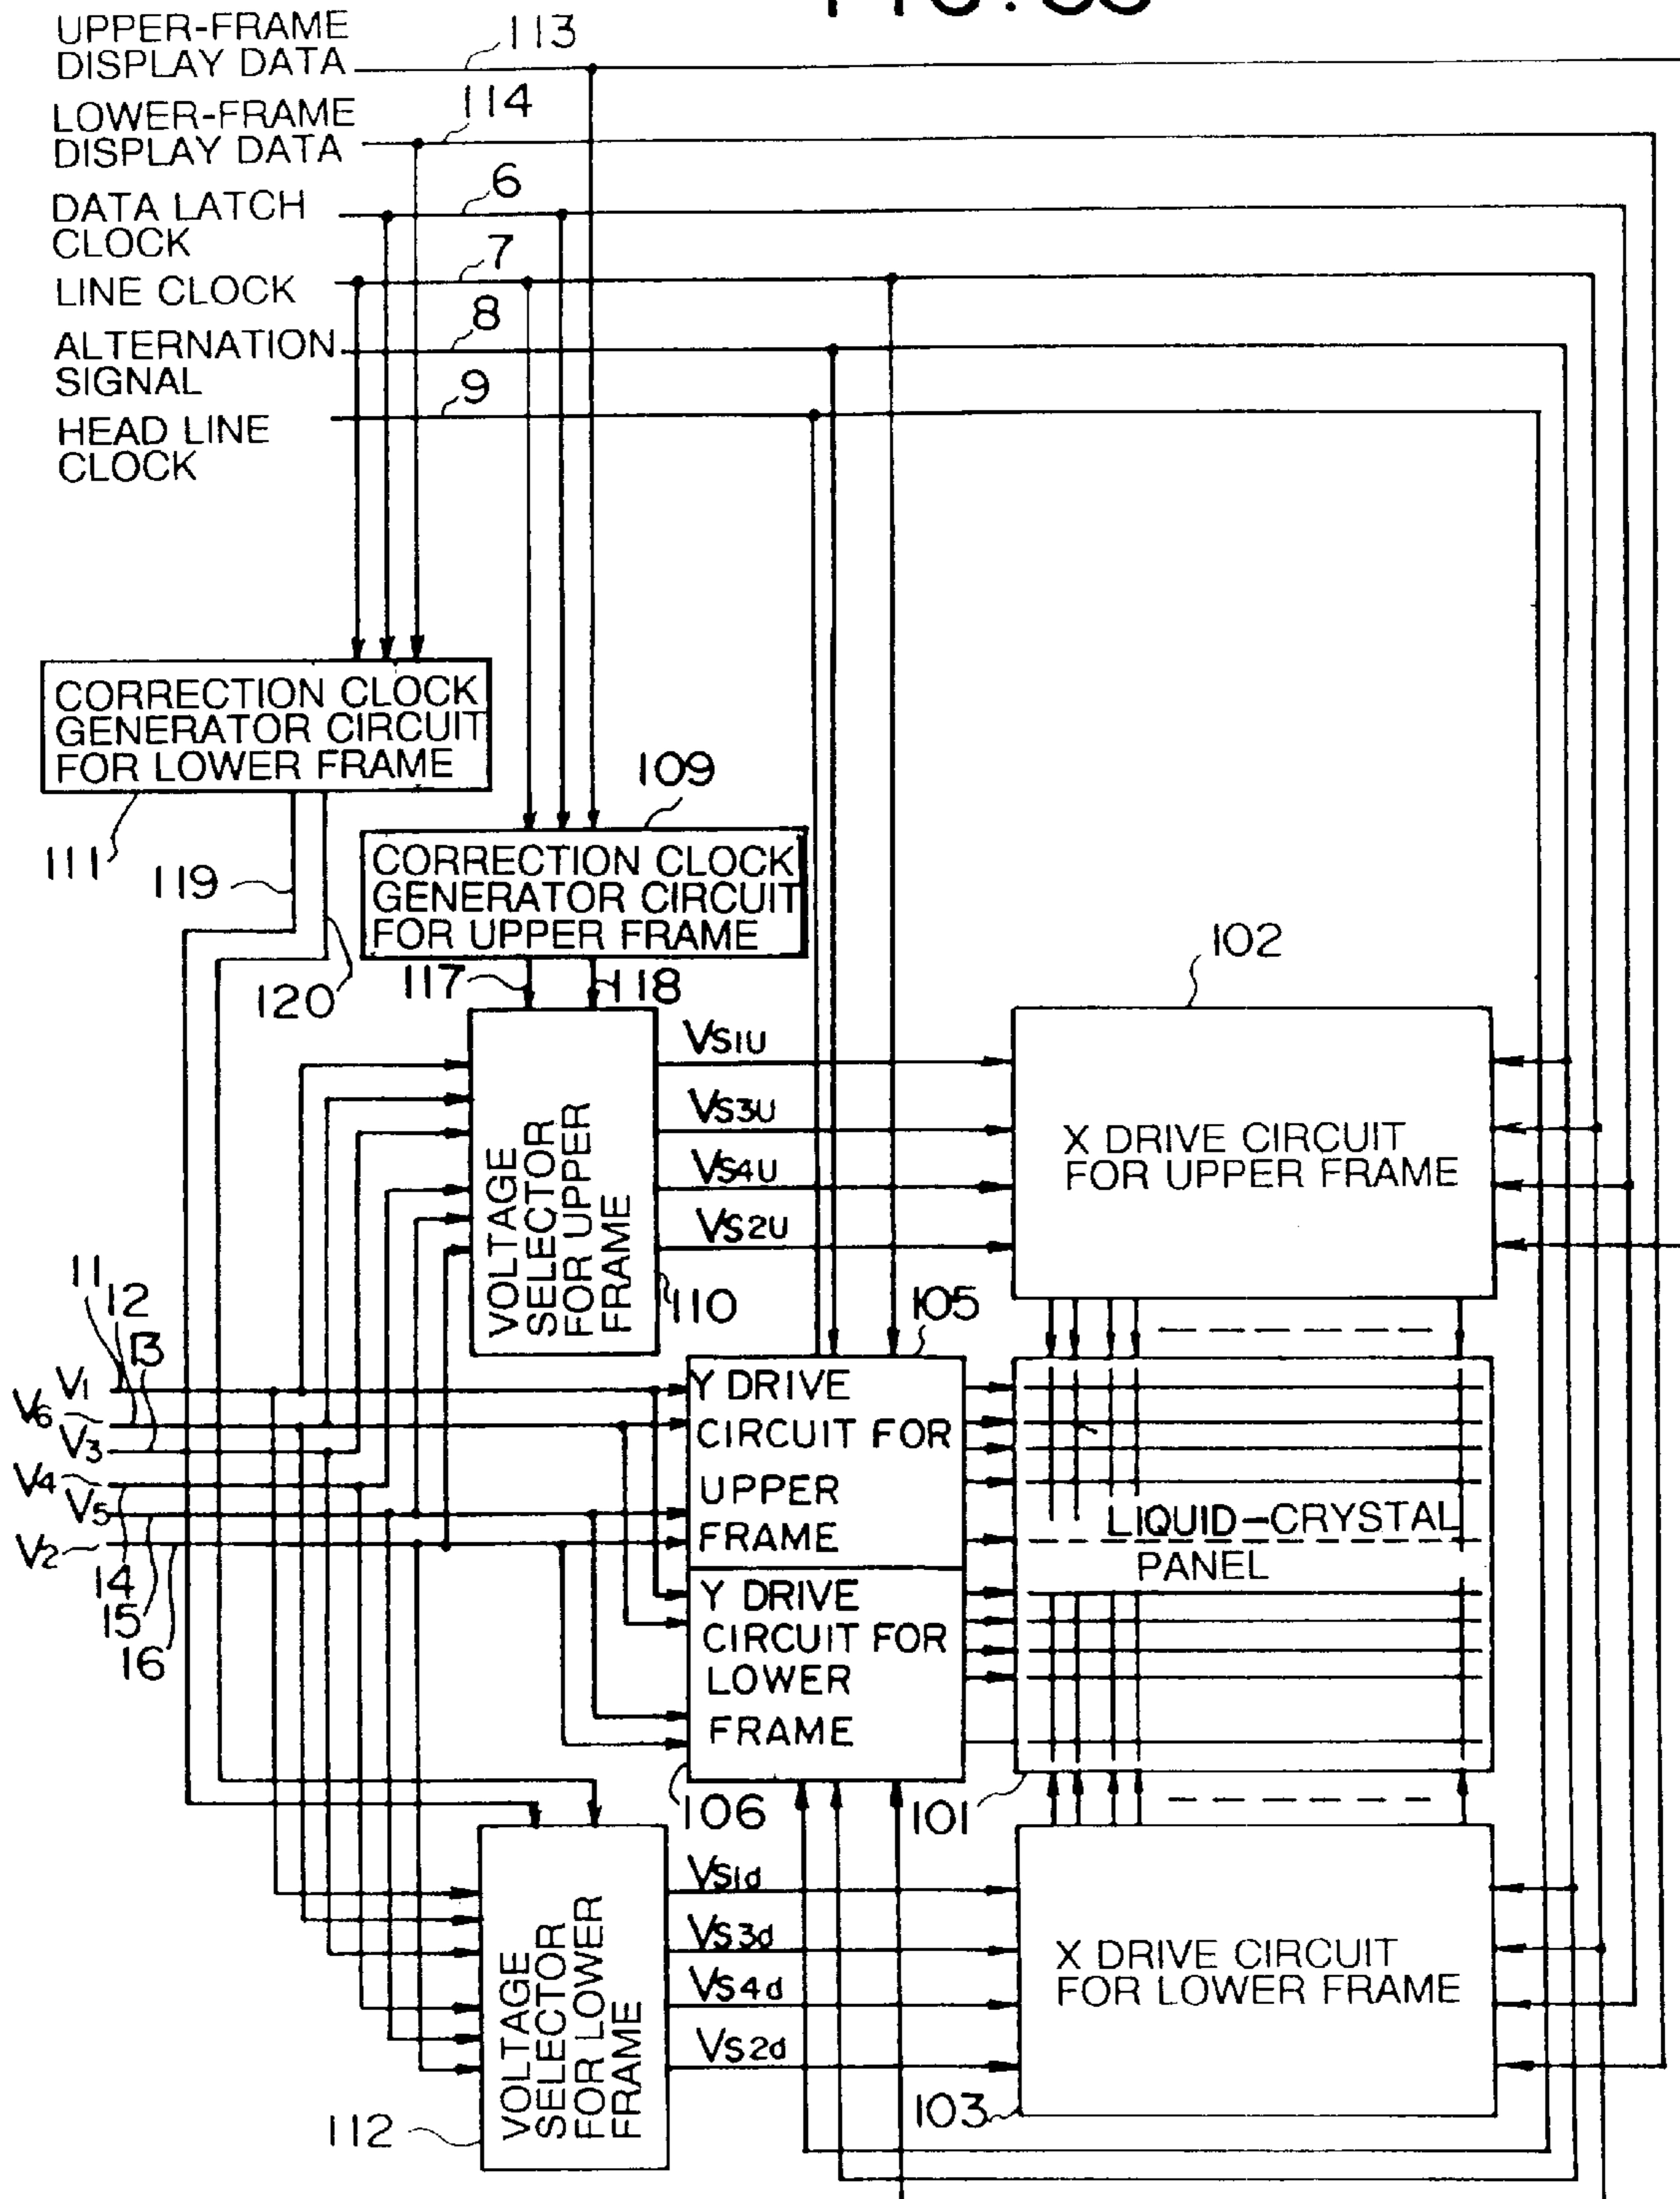 UPPER-FRAME
DISPLAY DATA
113
LOWER-FRAME
DISPLAY DATA
114
DATA LATCH
CLOCK
6
LINE CLOCK
7
ALTERNATION
SIGNAL
8
HEAD LINE
CLOCK
9
CORRECTION CLOCK
GENERATOR CIRCUIT
FOR LOWER FRAME
111
119
120
109
CORRECTION CLOCK
GENERATOR CIRCUIT
FOR UPPER FRAME
117
118
102
VOLTAGE
SELECTOR
FOR UPPER
FRAME
110
VS1U
VS3U
VS4U
VS2U
X DRIVE CIRCUIT
FOR UPPER FRAME
11
12
13
V1
V6
V3
V4
V5
V2
14
15
16
105
Y DRIVE
CIRCUIT FOR
UPPER
FRAME
Y DRIVE
CIRCUIT FOR
LOWER
FRAME
106
LIQUID-CRYSTAL
PANEL
101
VOLTAGE
SELECTOR
FOR LOWER
FRAME
112
VS1d
VS3d
VS4d
VS2d
X DRIVE CIRCUIT
FOR LOWER FRAME
103